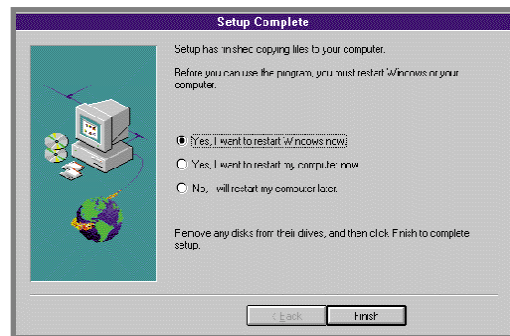 Setup Complete
Setup has finished copying files to your computer.
Before you can use the program, you must restart Windows or your
computer.
Yes, I want to restart Windows now.
Yes, I want to restart my computer now.
No, I will restart my computer later.
Remove any disks from their drives, and then click Finish to complete
setup.
< Back
Finish